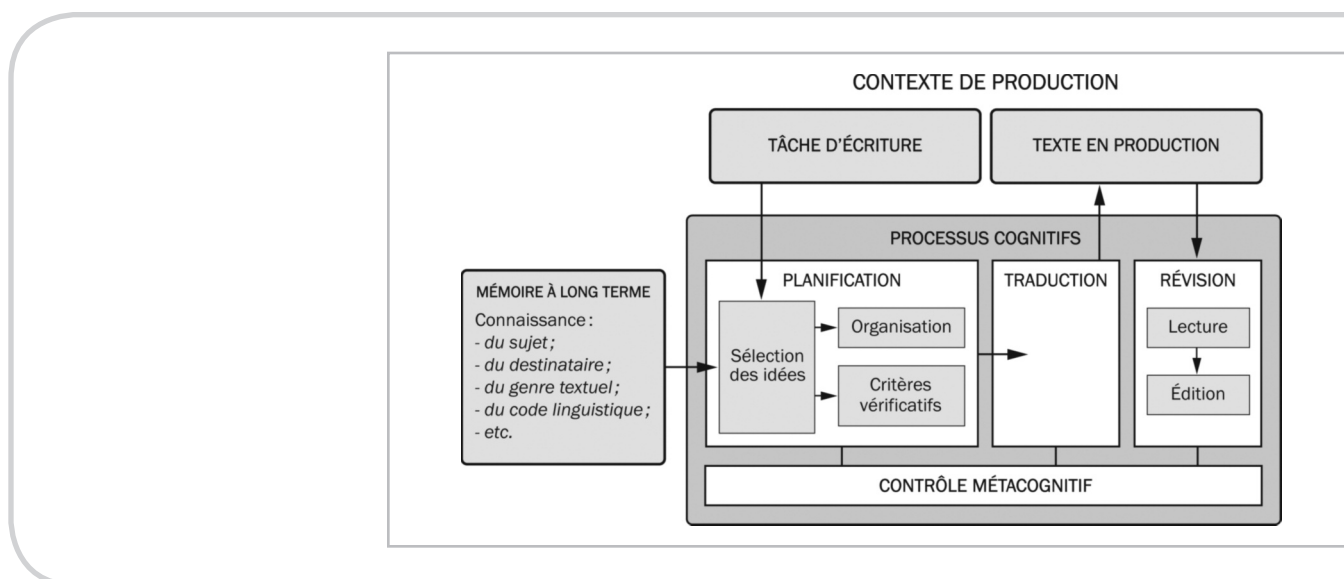 CONTEXTE DE PRODUCTION
TÂCHE D'ÉCRITURE
TEXTE EN PRODUCTION
PROCESSUS COGNITIFS
MÉMOIRE À LONG TERME
Connaissance :
- du sujet ;
- du destinataire ;
- du genre textuel ;
- du code linguistique ;
- etc.
PLANIFICATION
Sélection
des idées
Organisation
Critères
vérificatifs
TRADUCTION
RÉVISION
Lecture
Édition
CONTRÔLE MÉTACOGNITIF